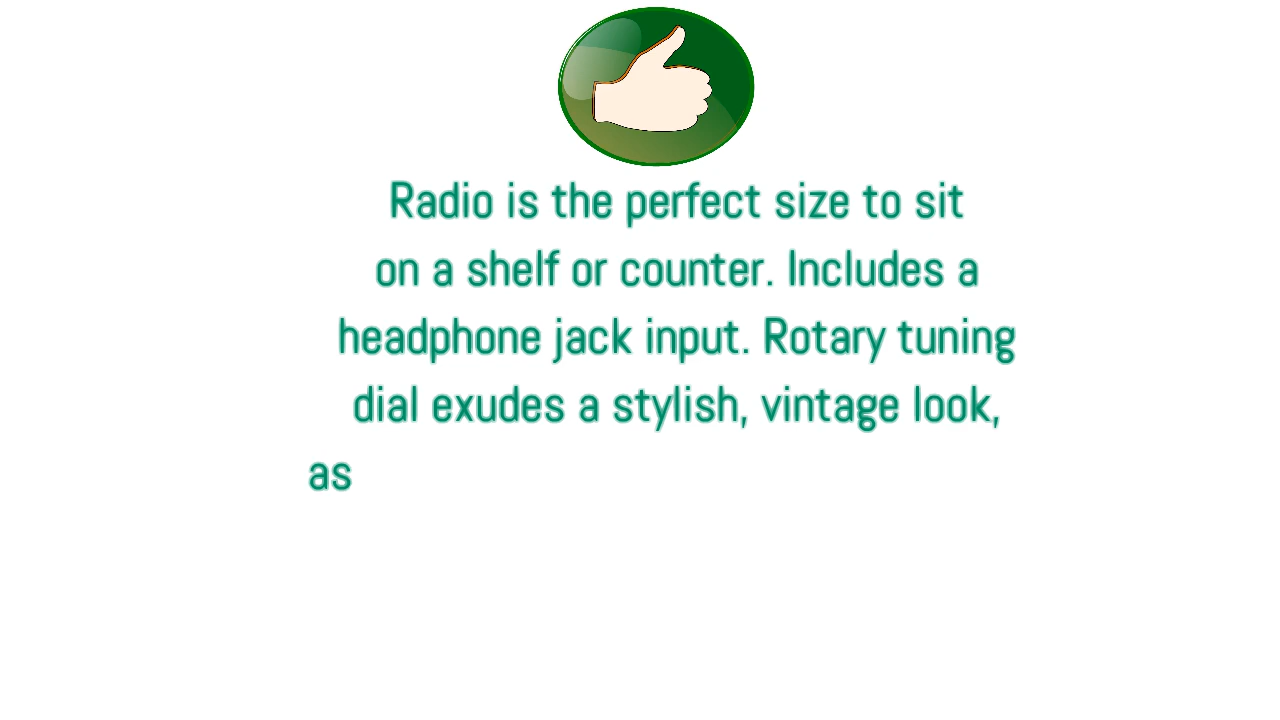 Radio is the perfect size to sit
on a shelf or counter. Includes a
headphone jack input. Rotary tuning
dial exudes a stylish, vintage look,
as